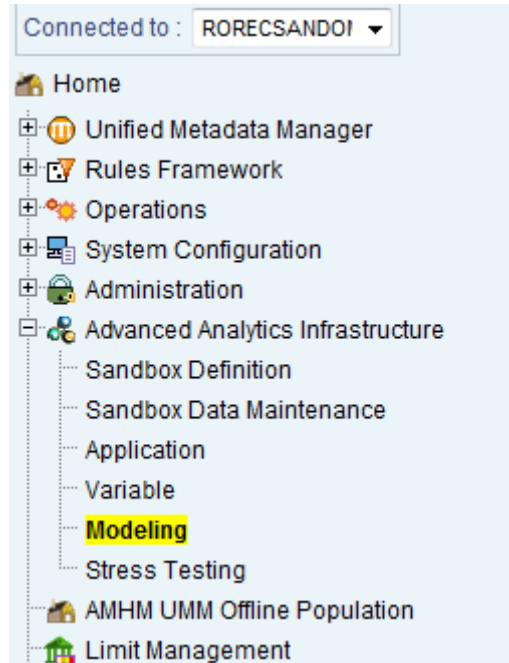 Connected to : RORECSANDOI
Home
Unified Metadata Manager
Rules Framework
Operations
System Configuration
Administration
Advanced Analytics Infrastructure
Sandbox Definition
Sandbox Data Maintenance
Application
Variable
Modeling
Stress Testing
AMHM UMM Offline Population
Limit Management